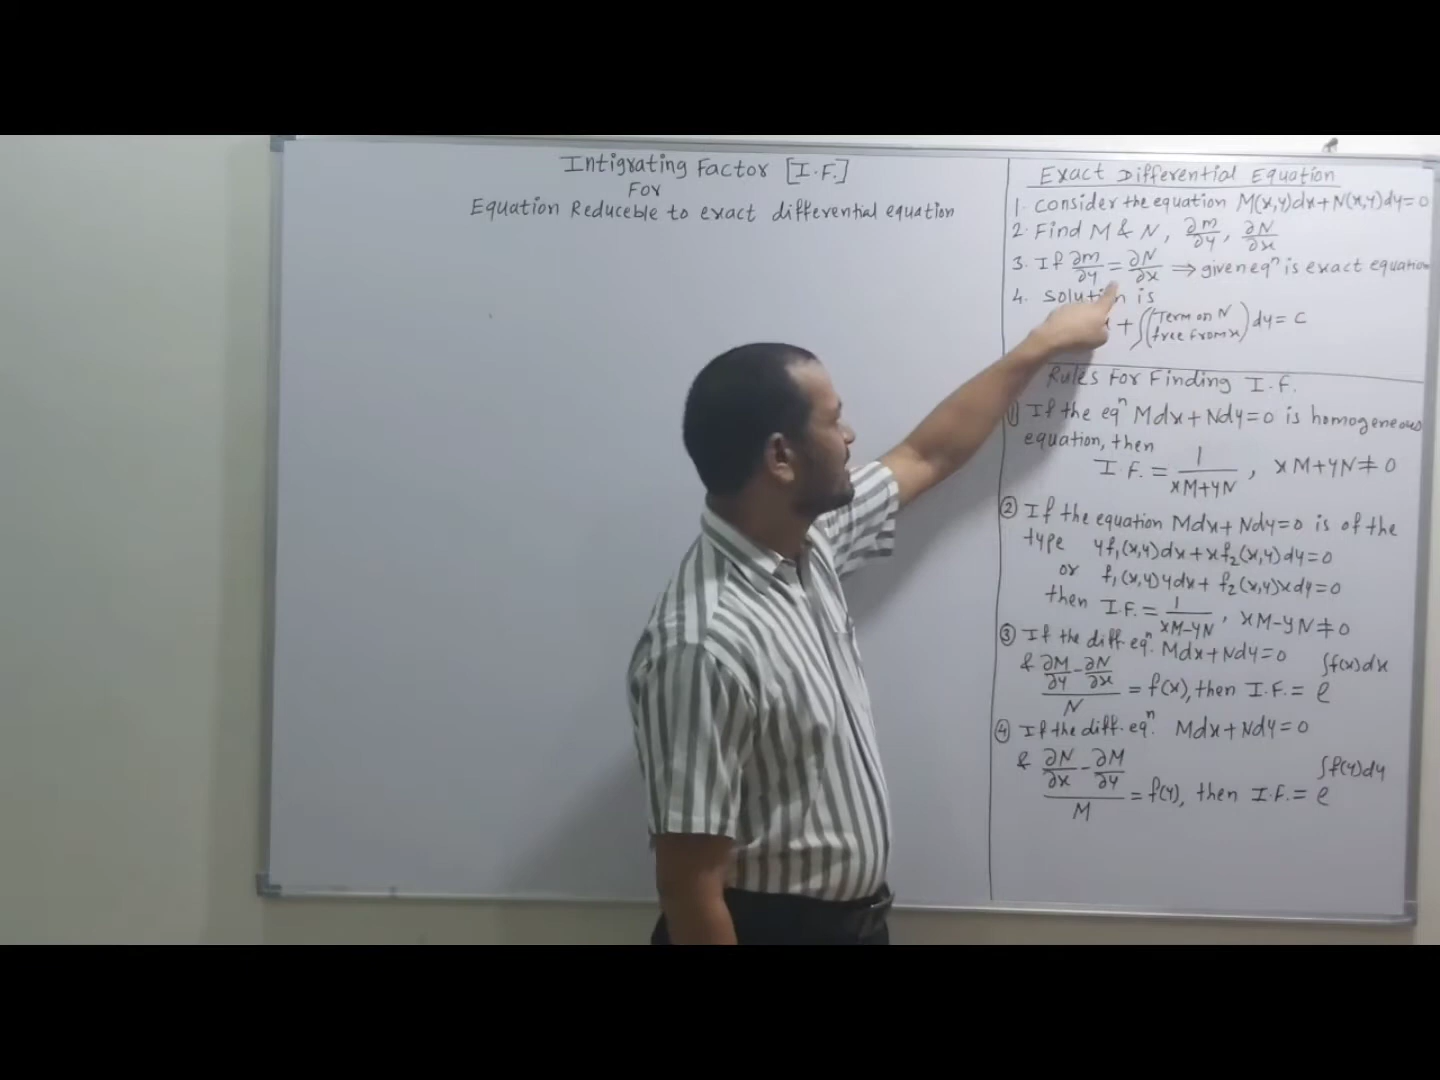 Intigrating Factor [I.F.]
For
Equation Reduceble to exact differential equation
Exact Differential Equation
1. Consider the equation M(x,y)dx+N(x,y)dy=0
2. Find M & N, ∂m/∂y, ∂N/∂x
3. If ∂m/∂y = ∂N/∂x ⇒ given eqⁿ is exact equation
4. Solution is
+ ∫(Term on N free from x) dy = c
Rules For Finding I.F.
① If the eqⁿ Mdx+Ndy=0 is homogeneous
equation, then
I.F. = 1/(xM+yN), xM+yN≠0
② If the equation Mdx+Ndy=0 is of the
type yf₁(x,y)dx+xf₂(x,y)dy=0
or f₁(x,y)ydx+f₂(x,y)xdy=0
then I.F. = 1/(xM-yN), xM-yN≠0
③ If the diff. eqⁿ. Mdx+Ndy=0
& (∂M/∂y - ∂N/∂x)/N = f(x), then I.F. = e^∫f(x)dx
④ If the diff. eqⁿ. Mdx+Ndy=0
& (∂N/∂x - ∂M/∂y)/M = f(y), then I.F. = e^∫f(y)dy